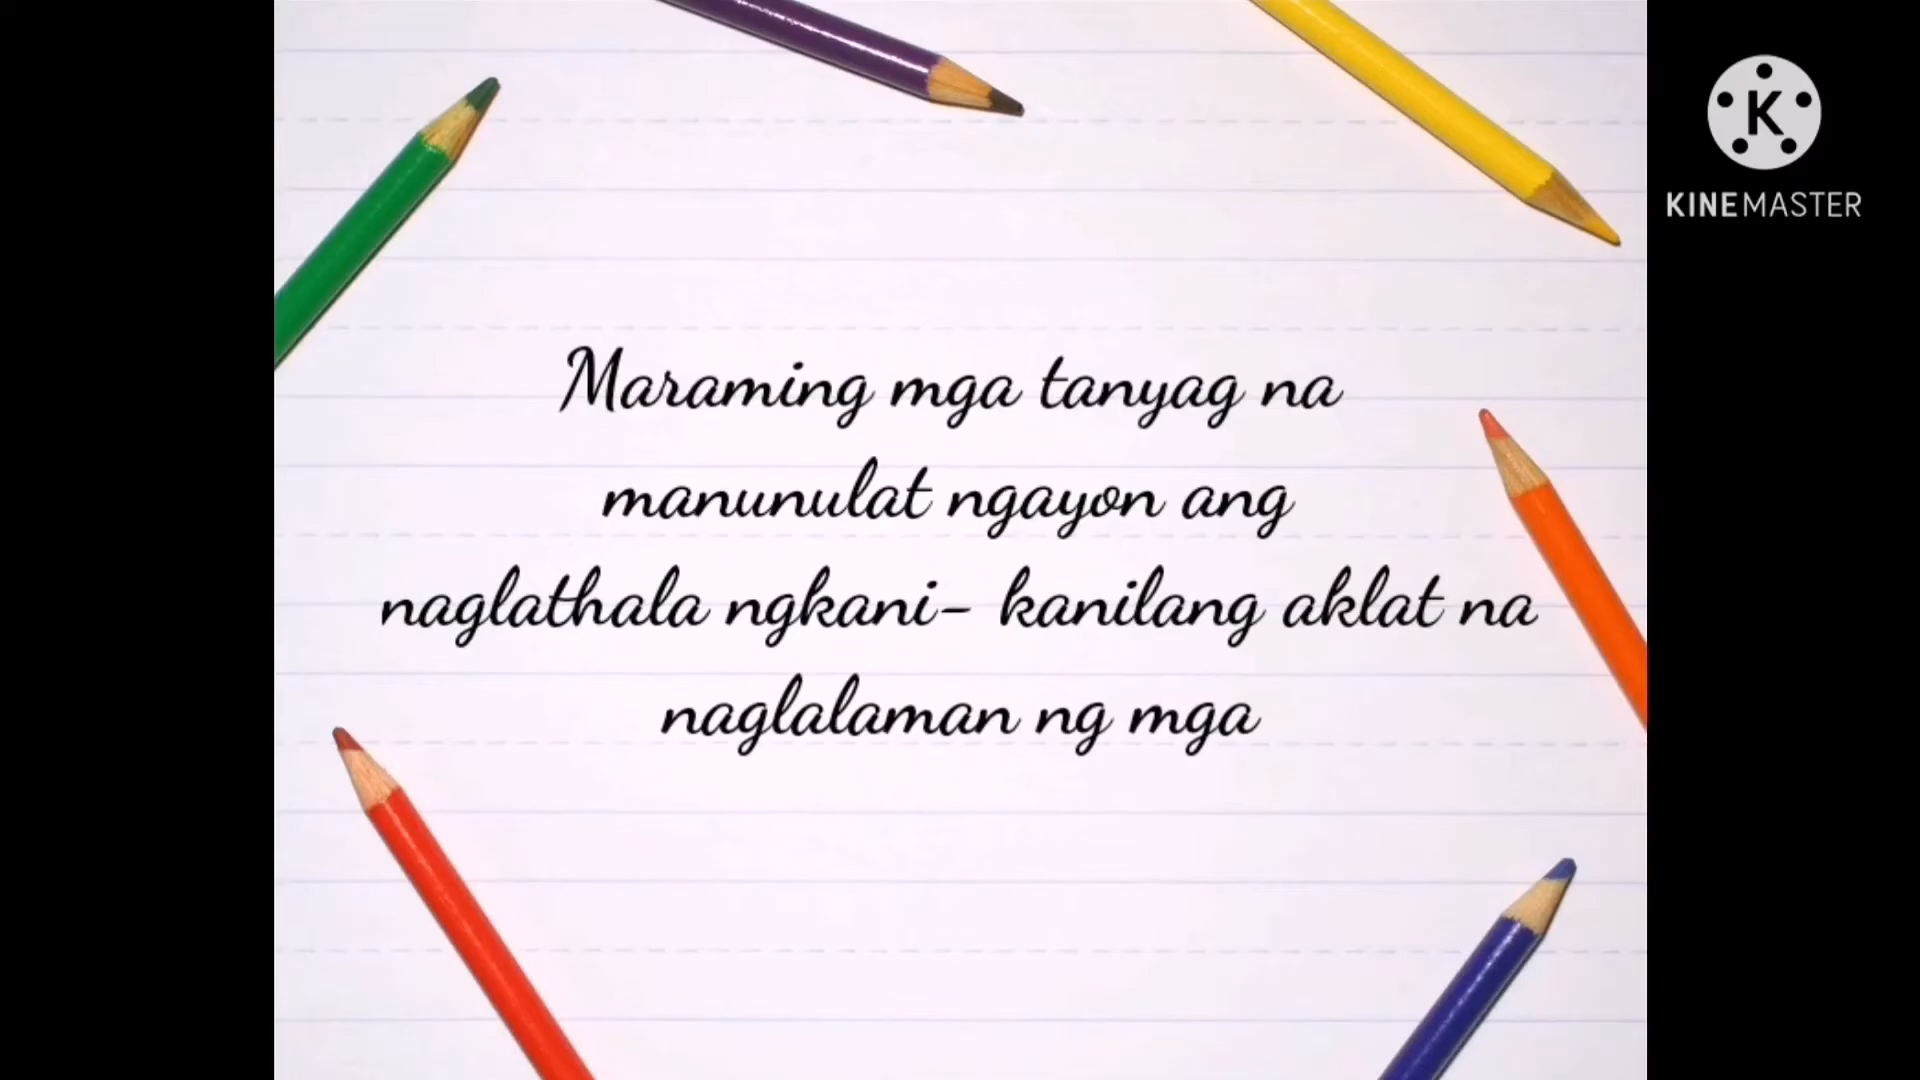 Maraming mga tanyag na
manunulat ngayon ang
naglathala ngkani- kanilang aklat na
naglalaman ng mga
K
KINEMASTER